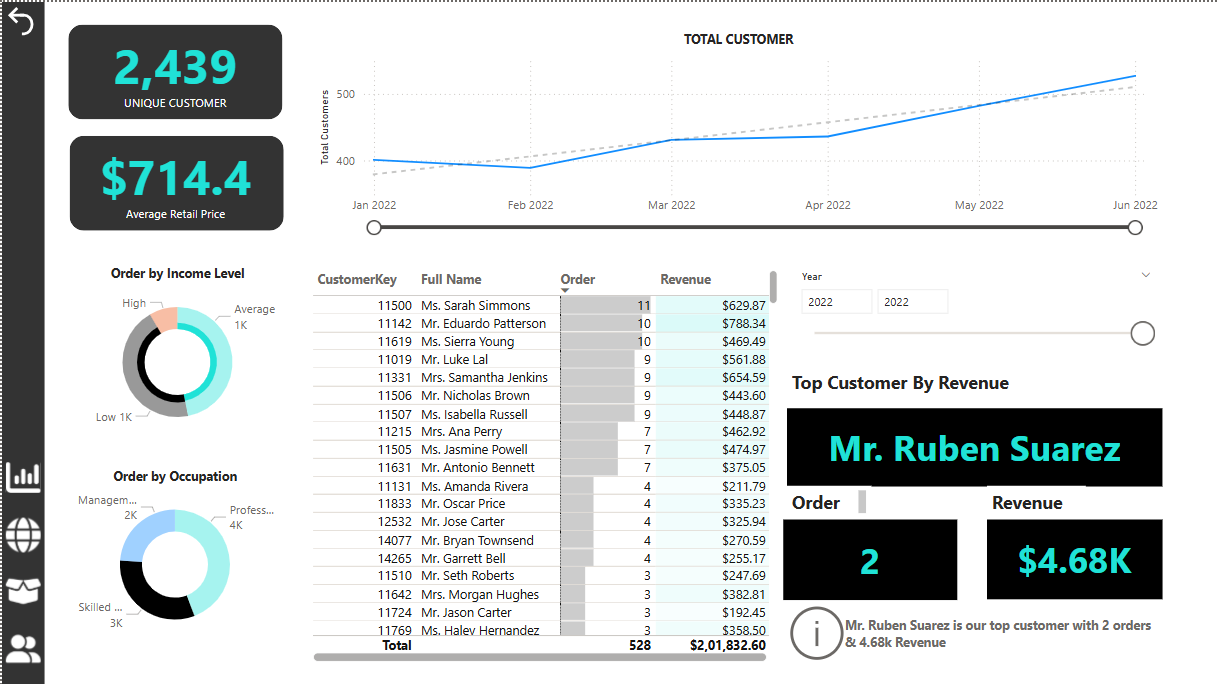 2,439
UNIQUE CUSTOMER
$714.4
Average Retail Price
TOTAL CUSTOMER
Total Customers
500
400
Jan 2022 Feb 2022 Mar 2022 Apr 2022 May 2022 Jun 2022
Order by Income Level
High
Average
1K
Low 1K
Order by Occupation
Managem...
2K
Profess...
4K
Skilled ...
3K
CustomerKey Full Name Order Revenue
11500 Ms. Sarah Simmons 11 $629.87
11142 Mr. Eduardo Patterson 10 $788.34
11619 Ms. Sierra Young 10 $469.49
11019 Mr. Luke Lal 9 $561.88
11331 Mrs. Samantha Jenkins 9 $654.59
11506 Mr. Nicholas Brown 9 $443.60
11507 Ms. Isabella Russell 9 $448.87
11215 Mrs. Ana Perry 7 $462.92
11505 Ms. Jasmine Powell 7 $474.97
11631 Mr. Antonio Bennett 7 $375.05
11131 Ms. Amanda Rivera 4 $211.79
11833 Mr. Oscar Price 4 $335.23
12532 Mr. Jose Carter 4 $325.94
14077 Mr. Bryan Townsend 4 $270.59
14265 Mr. Garrett Bell 4 $255.17
11510 Mr. Seth Roberts 3 $247.69
11642 Mrs. Morgan Hughes 3 $382.81
11724 Mr. Jason Carter 3 $192.45
11769 Ms. Haley Hernandez 3 $358.50
Total 528 $2,01,832.60
Year
2022 2022
Top Customer By Revenue
Mr. Ruben Suarez
Order Revenue
2 $4.68K
i
Mr. Ruben Suarez is our top customer with 2 orders
& 4.68k Revenue